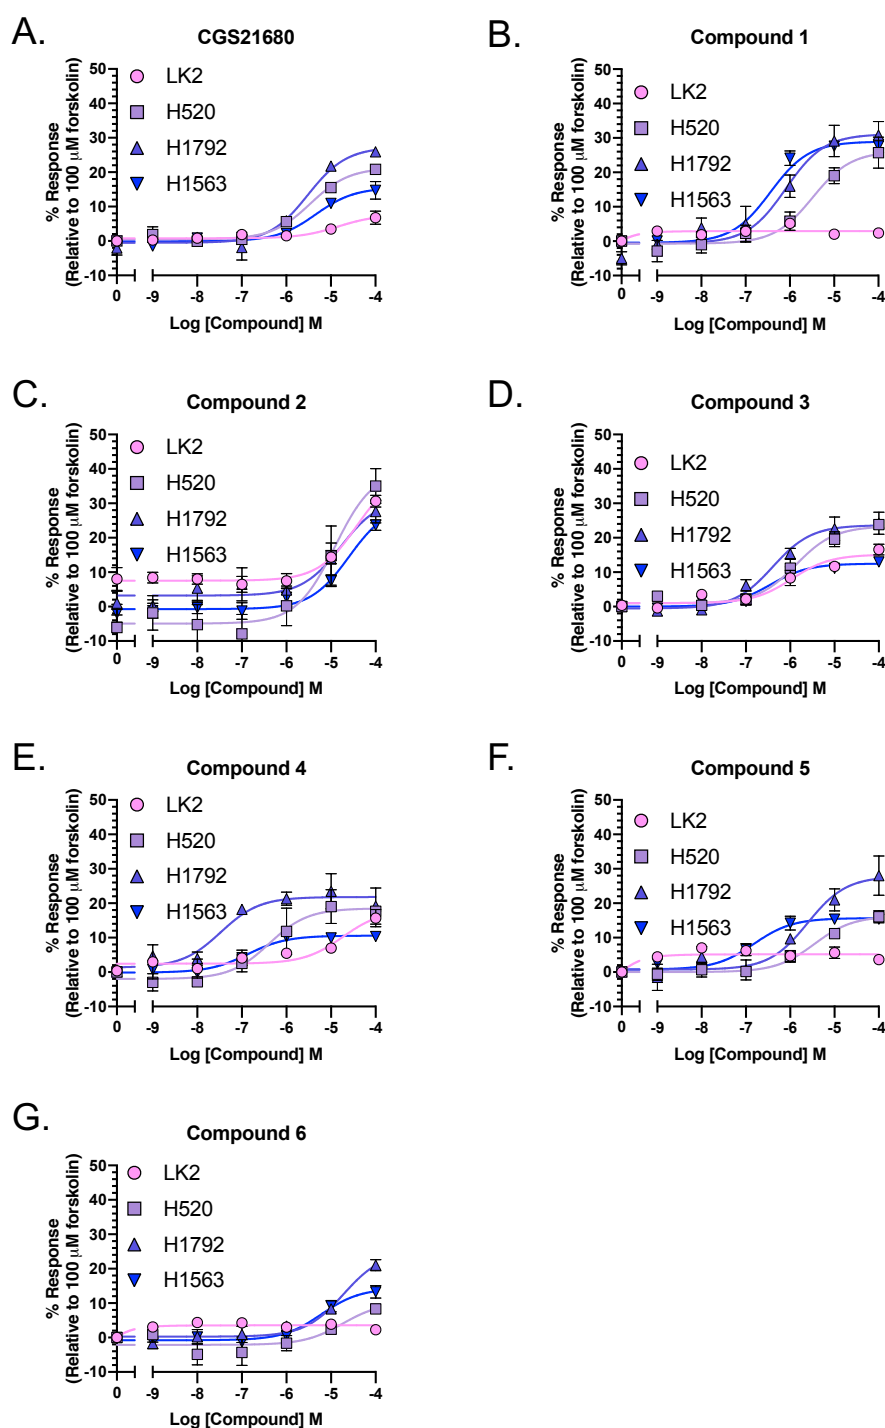 A.
CGS21680
% Response
(Relative to 100 μM forskolin)
50
40
30
20
10
0
-10
LK2
H520
H1792
H1563
0 -9 -8 -7 -6 -5 -4
Log [Compound] M
B.
Compound 1
% Response
(Relative to 100 μM forskolin)
50
40
30
20
10
0
-10
LK2
H520
H1792
H1563
0 -9 -8 -7 -6 -5 -4
Log [Compound] M
C.
Compound 2
% Response
(Relative to 100 μM forskolin)
50
40
30
20
10
0
-10
LK2
H520
H1792
H1563
0 -9 -8 -7 -6 -5 -4
Log [Compound] M
D.
Compound 3
% Response
(Relative to 100 μM forskolin)
50
40
30
20
10
0
-10
LK2
H520
H1792
H1563
0 -9 -8 -7 -6 -5 -4
Log [Compound] M
E.
Compound 4
% Response
(Relative to 100 μM forskolin)
50
40
30
20
10
0
-10
LK2
H520
H1792
H1563
0 -9 -8 -7 -6 -5 -4
Log [Compound] M
F.
Compound 5
% Response
(Relative to 100 μM forskolin)
50
40
30
20
10
0
-10
LK2
H520
H1792
H1563
0 -9 -8 -7 -6 -5 -4
Log [Compound] M
G.
Compound 6
% Response
(Relative to 100 μM forskolin)
50
40
30
20
10
0
-10
LK2
H520
H1792
H1563
0 -9 -8 -7 -6 -5 -4
Log [Compound] M